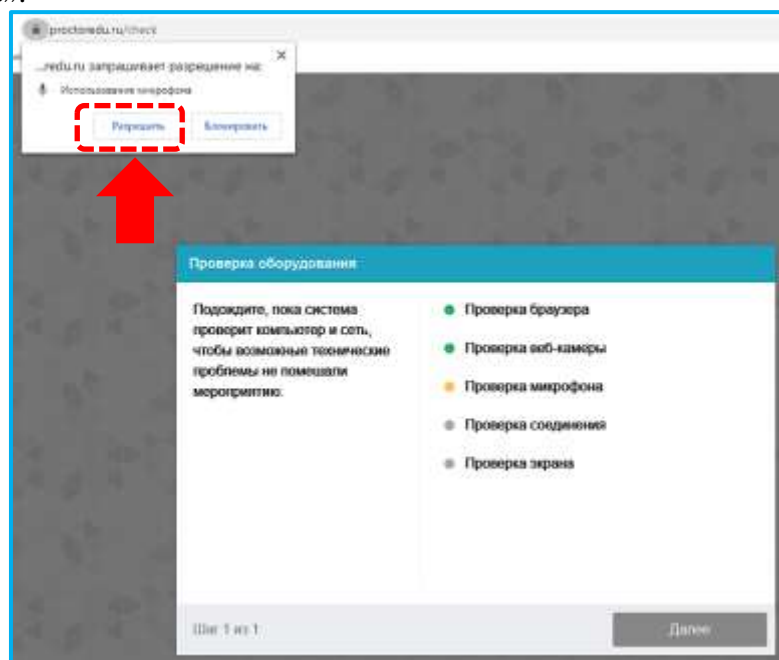 ».
proctoredu.ru/check
...redu.ru запрашивает разрешение на:
Использование микрофона
Разрешить Блокировать
Проверка оборудования
Подождите, пока система
проверит компьютер и сеть,
чтобы возможные технические
проблемы не помешали
мероприятию.
Проверка браузера
Проверка веб-камеры
Проверка микрофона
Проверка соединения
Проверка экрана
Шаг 1 из 1
Далее